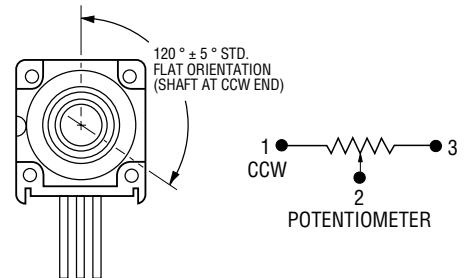 120 ° ± 5 ° STD.
FLAT ORIENTATION
(SHAFT AT CCW END)
1
3
CCW
2
POTENTIOMETER